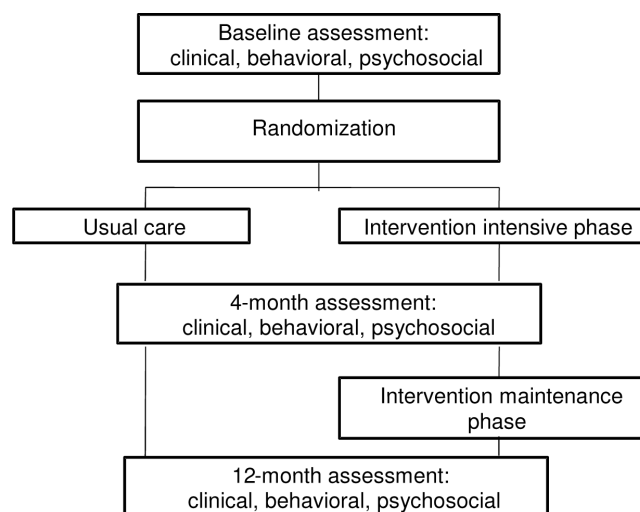 Baseline assessment:
clinical, behavioral, psychosocial
Randomization
Usual care
Intervention intensive phase
4-month assessment:
clinical, behavioral, psychosocial
Intervention maintenance
phase
12-month assessment:
clinical, behavioral, psychosocial